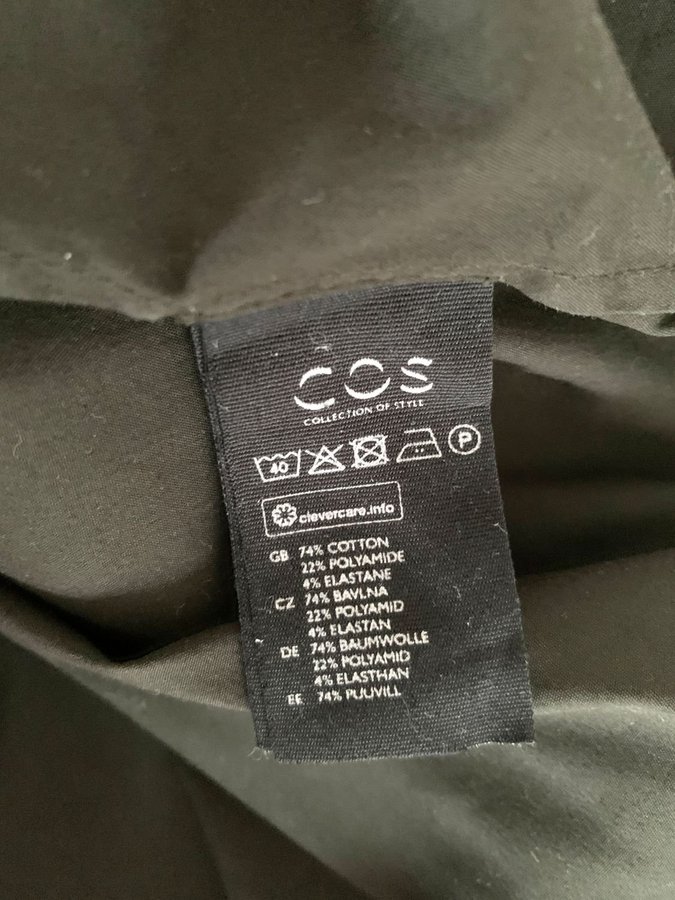 COS
COLLECTION OF STYLE
40 P
clevercare.info
GB 74% COTTON
22% POLYAMIDE
4% ELASTANE
CZ 74% BAVLNA
22% POLYAMID
4% ELASTAN
DE 74% BAUMWOLLE
22% POLYAMID
4% ELASTHAN
EE 74% PUUVILL